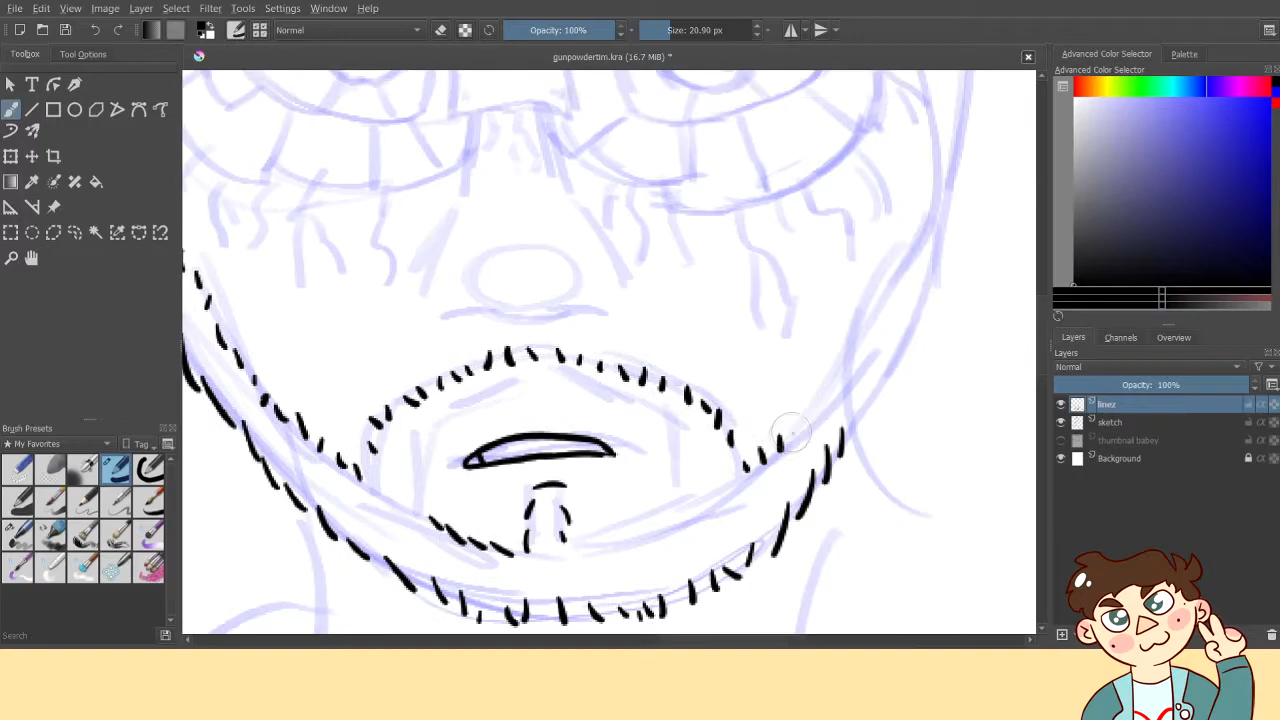 File Edit View Image Layer Select Filter Tools Settings Window Help
Normal Opacity: 100% Size: 20.90 px
Toolbox Tool Options
gunpowdertim.kra (16.7 MiB) *
Advanced Color Selector Palette
Advanced Color Selector
Layers Channels Overview
Layers
Normal
Opacity: 100%
linez
sketch
thumbnail babey
Background
Brush Presets
My Favorites Tag
Search